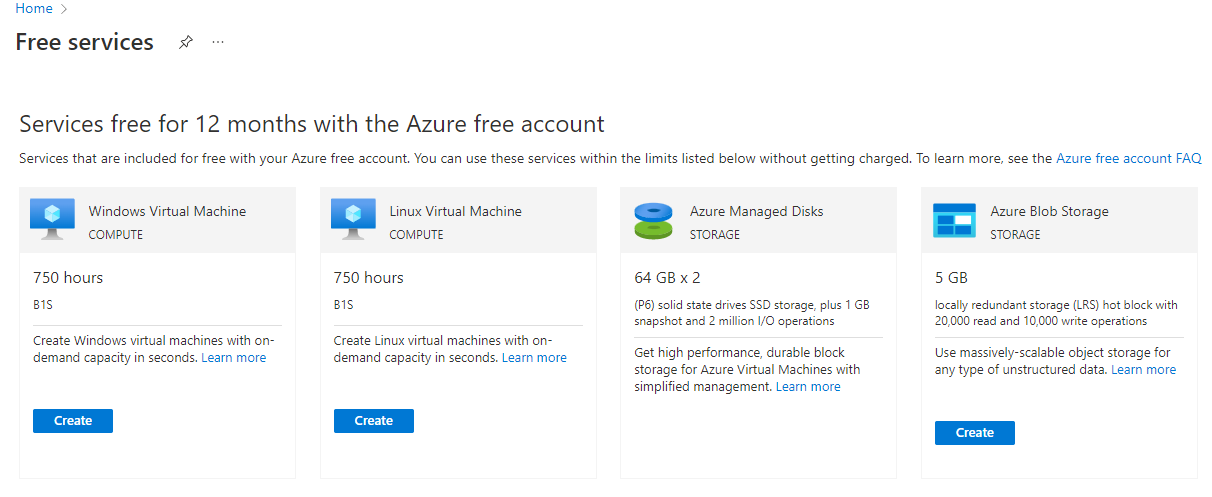 Home >
Free services
...
Services free for 12 months with the Azure free account
Services that are included for free with your Azure free account. You can use these services within the limits listed below without getting charged. To learn more, see the Azure free account FAQ
Windows Virtual Machine
COMPUTE
750 hours
B1S
Create Windows virtual machines with on-
demand capacity in seconds. Learn more
Create
Linux Virtual Machine
COMPUTE
750 hours
B1S
Create Linux virtual machines with on-
demand capacity in seconds. Learn more
Create
Azure Managed Disks
STORAGE
64 GB x 2
(P6) solid state drives SSD storage, plus 1 GB
snapshot and 2 million I/O operations
Get high performance, durable block
storage for Azure Virtual Machines with
simplified management. Learn more
Azure Blob Storage
STORAGE
5 GB
locally redundant storage (LRS) hot block with
20,000 read and 10,000 write operations
Use massively-scalable object storage for
any type of unstructured data. Learn more
Create